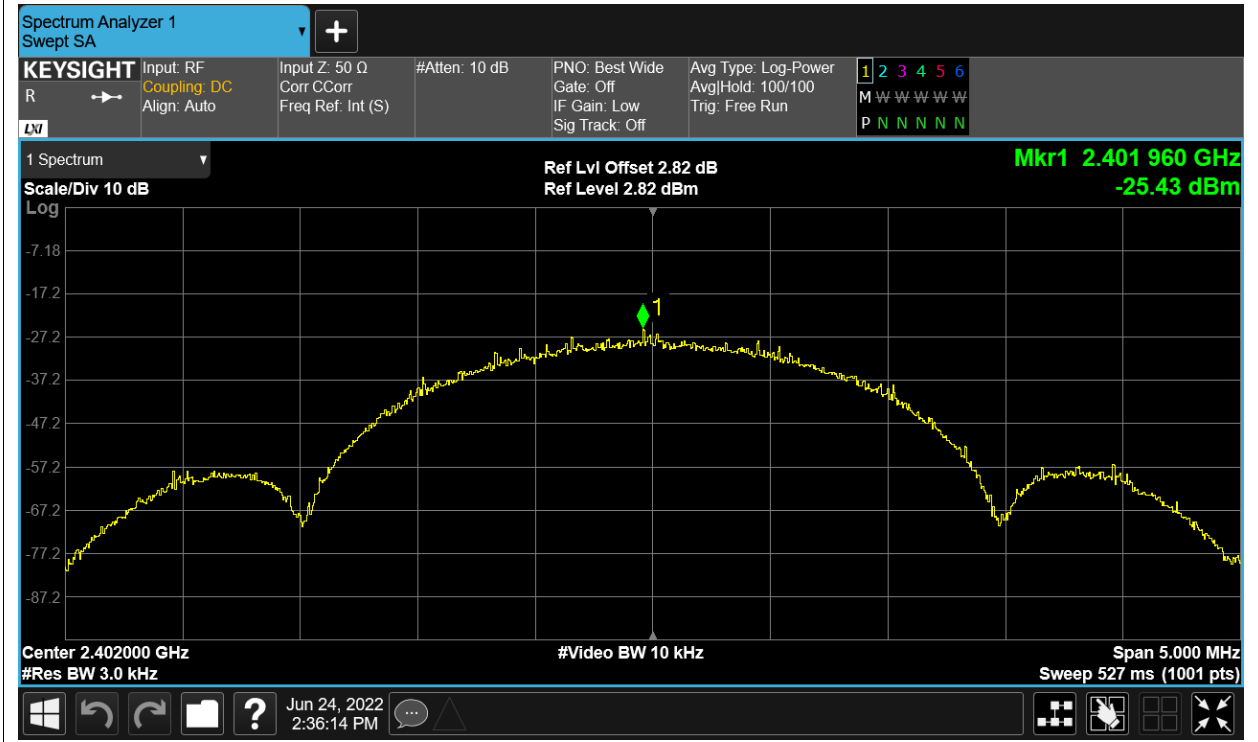 Spectrum Analyzer 1
Swept SA
KEYSIGHT
R
LXI
Input: RF
Coupling: DC
Align: Auto
Input Z: 50 Ω
Corr CCorr
Freq Ref: Int (S)
#Atten: 10 dB
PNO: Best Wide
Gate: Off
IF Gain: Low
Sig Track: Off
Avg Type: Log-Power
Avg|Hold: 100/100
Trig: Free Run
1 2 3 4 5 6
M W W W W W W
P N N N N N N
1 Spectrum
Scale/Div 10 dB
Ref Lvl Offset 2.82 dB
Ref Level 2.82 dBm
Mkr1 2.401 960 GHz
-25.43 dBm
Log
-7.18
-17.2
1
-27.2
-37.2
-47.2
-57.2
-67.2
-77.2
-87.2
Center 2.402000 GHz
#Video BW 10 kHz
Span 5.000 MHz
#Res BW 3.0 kHz
Sweep 527 ms (1001 pts)
?
Jun 24, 2022
2:36:14 PM